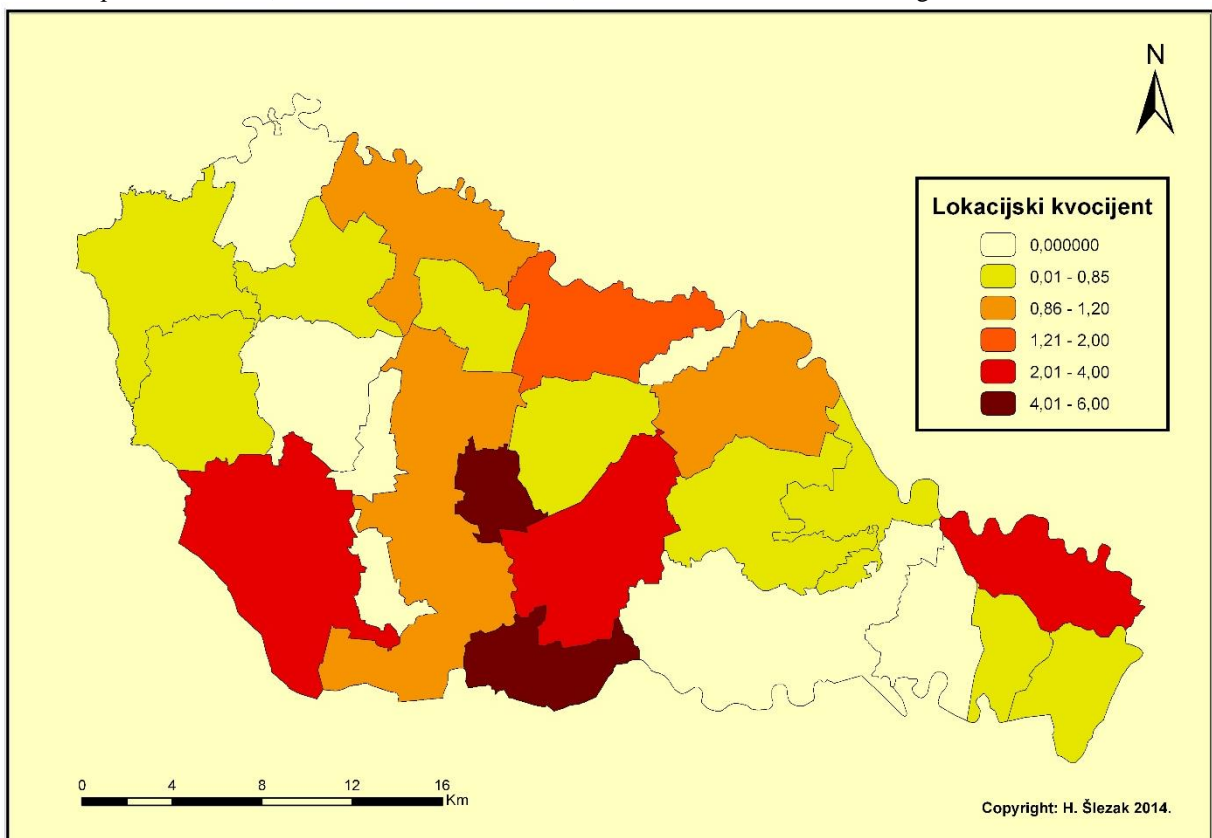 N
Lokacijski kvocijent
0,000000
0,01 - 0,85
0,86 - 1,20
1,21 - 2,00
2,01 - 4,00
4,01 - 6,00
0 4 8 12 16
Km
Copyright: H. Šlezak 2014.